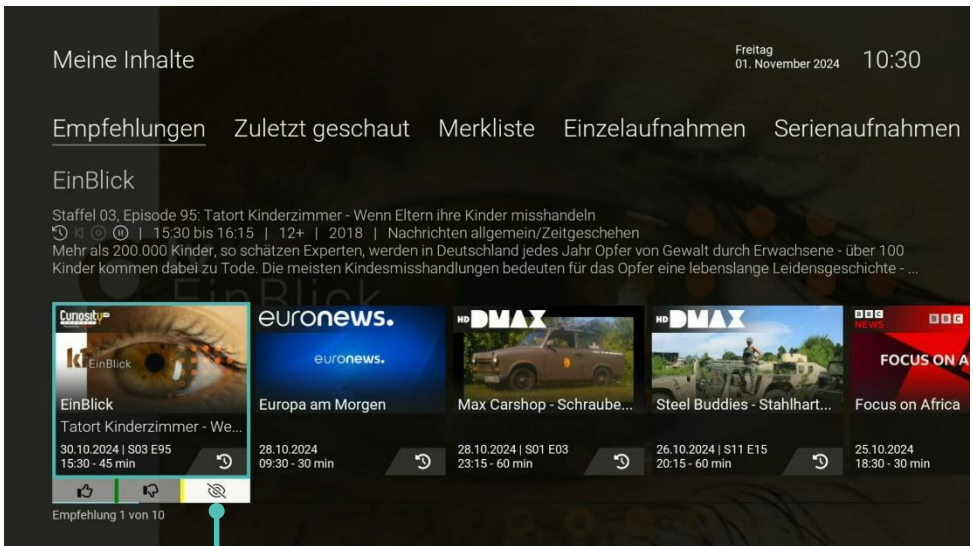 Meine Inhalte
Freitag
01. November 2024
10:30
Empfehlungen Zuletzt geschaut Merkliste Einzelaufnahmen Serienaufnahmen
EinBlick
Staffel 03, Episode 95: Tatort Kinderzimmer - Wenn Eltern ihre Kinder misshandeln
| 15:30 bis 16:15 | 12+ | 2018 | Nachrichten allgemein/Zeitgeschehen
Mehr als 200.000 Kinder, so schätzen Experten, werden in Deutschland jedes Jahr Opfer von Gewalt durch Erwachsene - über 100
Kinder kommen dabei zu Tode. Die meisten Kindesmisshandlungen bedeuten für das Opfer eine lebenslange Leidensgeschichte - ...
EinBlick
Curiosity
EinBlick
EinBlick
Tatort Kinderzimmer - We...
30.10.2024 | S03 E95
15:30 - 45 min
euronews.
euronews.
Europa am Morgen
28.10.2024
09:30 - 30 min
HD DMAX
Max Carshop - Schraube...
28.10.2024 | S01 E03
23:15 - 60 min
HD DMAX
Steel Buddies - Stahlhart...
26.10.2024 | S11 E15
20:15 - 60 min
BBC
NEWS
BBC
FOCUS ON A
Focus on Africa
25.10.2024
18:30 - 30 min
Empfehlung 1 von 10